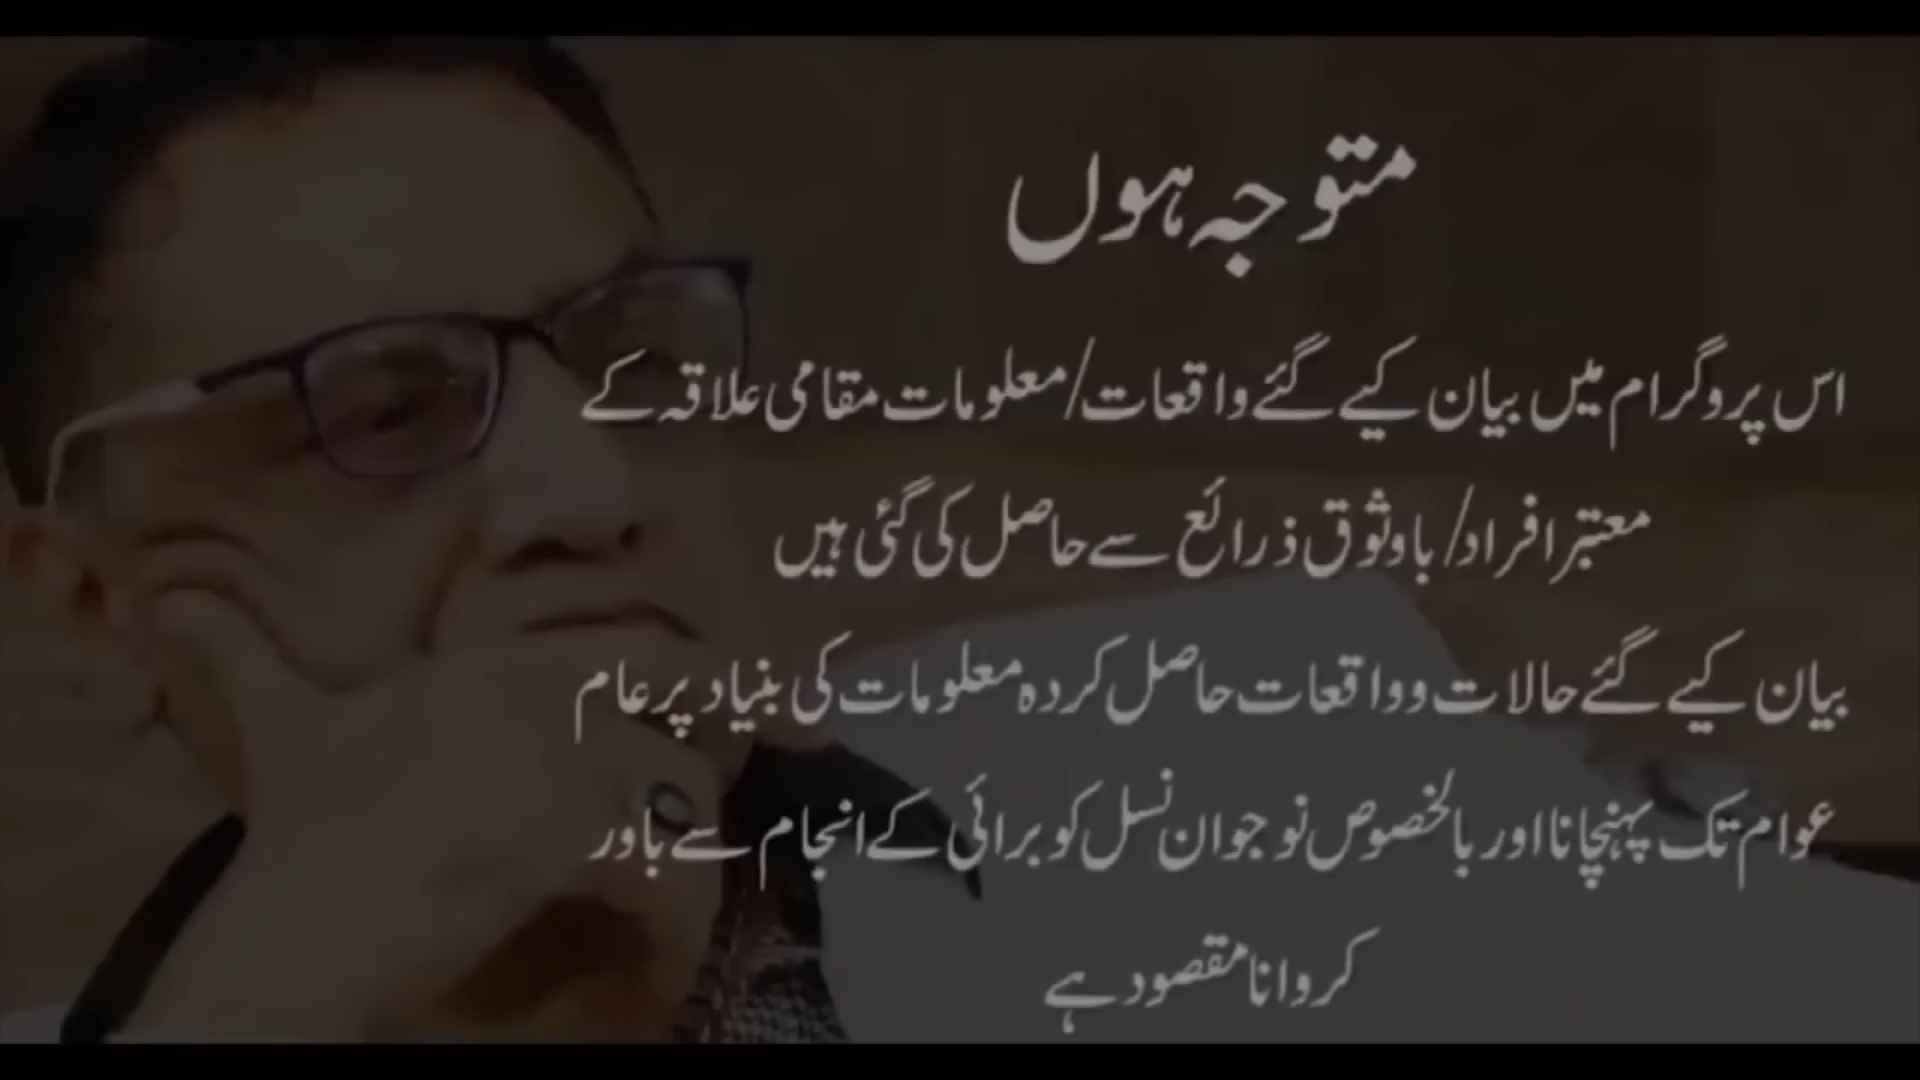 متوجہ ہوں
اس پروگرام میں بیان کیے گئے واقعات/معلومات مقامی علاقہ کے
معتبر افراد/باوثوق ذرائع سے حاصل کی گئی ہیں
بیان کیے گئے حالات و واقعات حاصل کردہ معلومات کی بنیاد پر عام
عوام تک پہنچانا اور بالخصوص نوجوان نسل کو برائی کے انجام سے باور
کروانا مقصود ہے